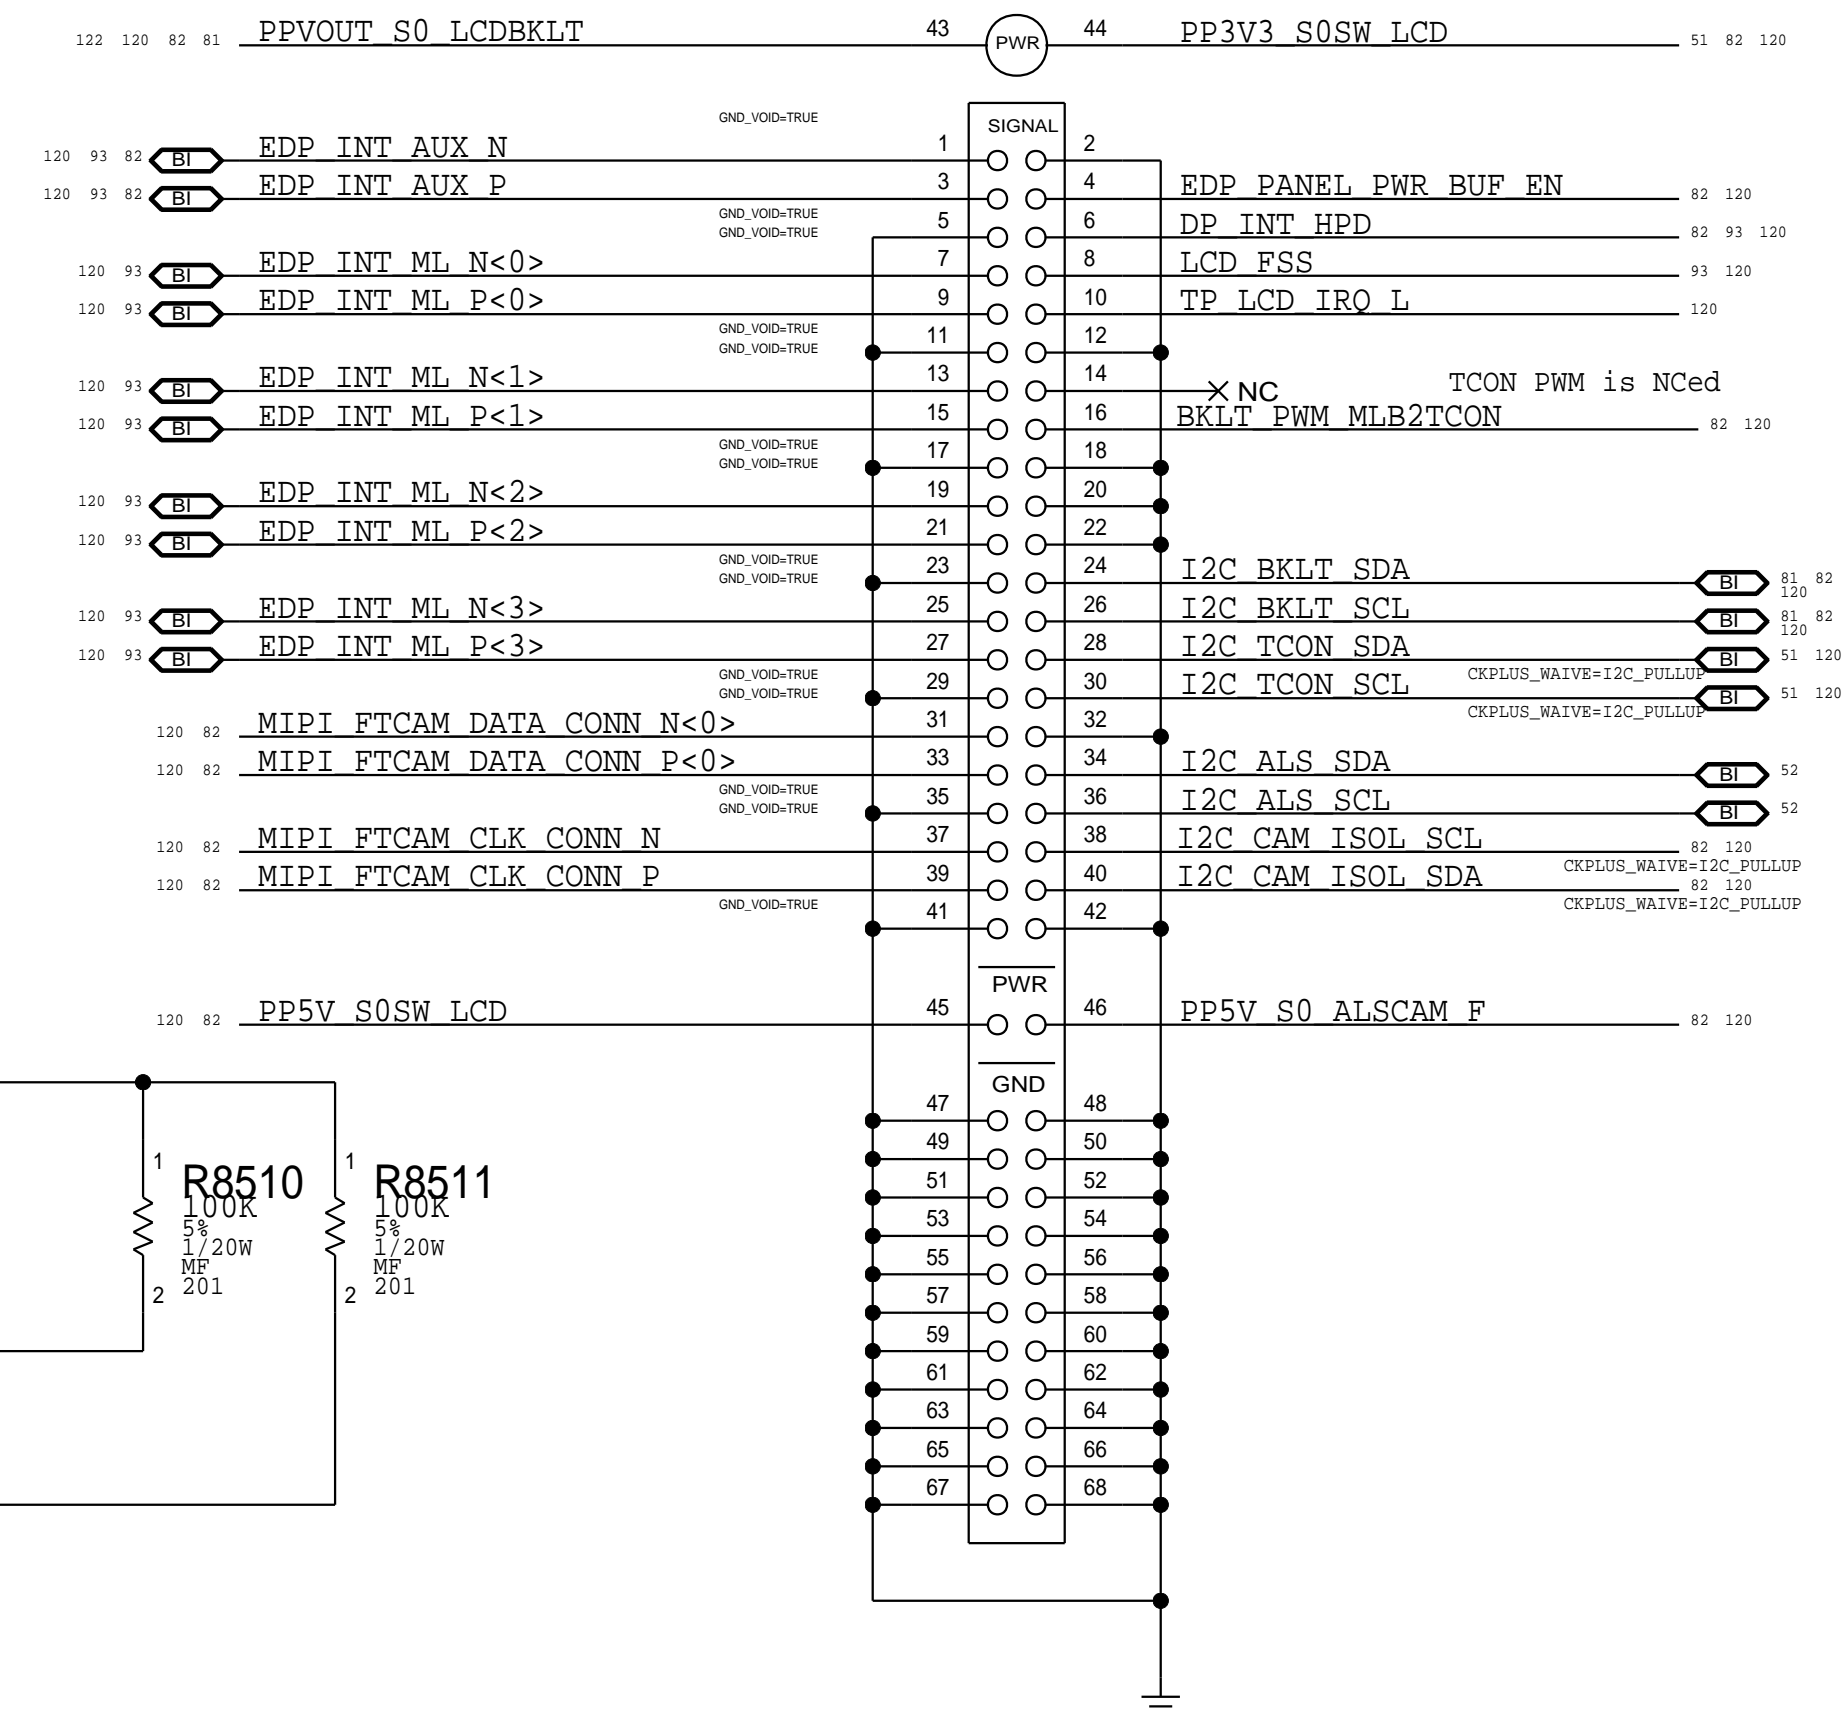 122 120 82 81 PPVOUT_S0_LCDBKLT 43 PWR 44 PP3V3_S0SW_LCD 51 82 120
GND_VOID=TRUE
SIGNAL
120 93 82 BI EDP_INT_AUX_N 1 2
120 93 82 BI EDP_INT_AUX_P 3 4 EDP_PANEL_PWR_BUF_EN 82 120
GND_VOID=TRUE
GND_VOID=TRUE 5 6 DP_INT_HPD 82 93 120
120 93 BI EDP_INT_ML_N<0> 7 8 LCD_FSS 93 120
120 93 BI EDP_INT_ML_P<0> 9 10 TP_LCD_IRQ_L 120
GND_VOID=TRUE
GND_VOID=TRUE 11 12
120 93 BI EDP_INT_ML_N<1> 13 14 NC TCON PWM is NCed
120 93 BI EDP_INT_ML_P<1> 15 16 BKLT_PWM_MLB2TCON 82 120
GND_VOID=TRUE
GND_VOID=TRUE 17 18
120 93 BI EDP_INT_ML_N<2> 19 20
120 93 BI EDP_INT_ML_P<2> 21 22
GND_VOID=TRUE
GND_VOID=TRUE 23 24 I2C_BKLT_SDA BI 81 82
120
120 93 BI EDP_INT_ML_N<3> 25 26 I2C_BKLT_SCL BI 81 82
120
120 93 BI EDP_INT_ML_P<3> 27 28 I2C_TCON_SDA BI 51 120
GND_VOID=TRUE CKPLUS_WAIVE=I2C_PULLUP
GND_VOID=TRUE 29 30 I2C_TCON_SCL BI 51 120
CKPLUS_WAIVE=I2C_PULLUP
120 82 MIPI_FTCAM_DATA_CONN_N<0> 31 32
120 82 MIPI_FTCAM_DATA_CONN_P<0> 33 34 I2C_ALS_SDA BI 52
GND_VOID=TRUE
GND_VOID=TRUE 35 36 I2C_ALS_SCL BI 52
120 82 MIPI_FTCAM_CLK_CONN_N 37 38 I2C_CAM_ISOL_SCL 82 120
CKPLUS_WAIVE=I2C_PULLUP
120 82 MIPI_FTCAM_CLK_CONN_P 39 40 I2C_CAM_ISOL_SDA 82 120
GND_VOID=TRUE CKPLUS_WAIVE=I2C_PULLUP
41 42
PWR
120 82 PP5V_S0SW_LCD 45 46 PP5V_S0_ALSCAM_F 82 120
GND
47 48
49 50
51 52
53 54
55 56
57 58
59 60
61 62
63 64
65 66
67 68
1 R8510
100K
5%
1/20W
MF
2 201
1 R8511
100K
5%
1/20W
MF
2 201